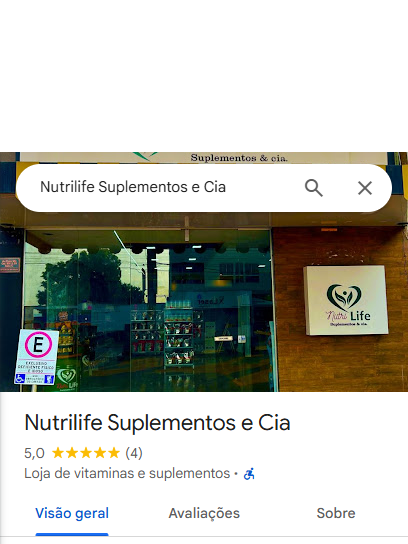 Suplementos & cia.
Nutrilife Suplementos e Cia
Nutri Life
Suplementos & cia.
E
EXCLUSIVO
DEFICIENTE FÍSICO
E IDOSO
Nutrilife Suplementos e Cia
5,0 ★★★★★ (4)
Loja de vitaminas e suplementos ·
Visão geral
Avaliações
Sobre